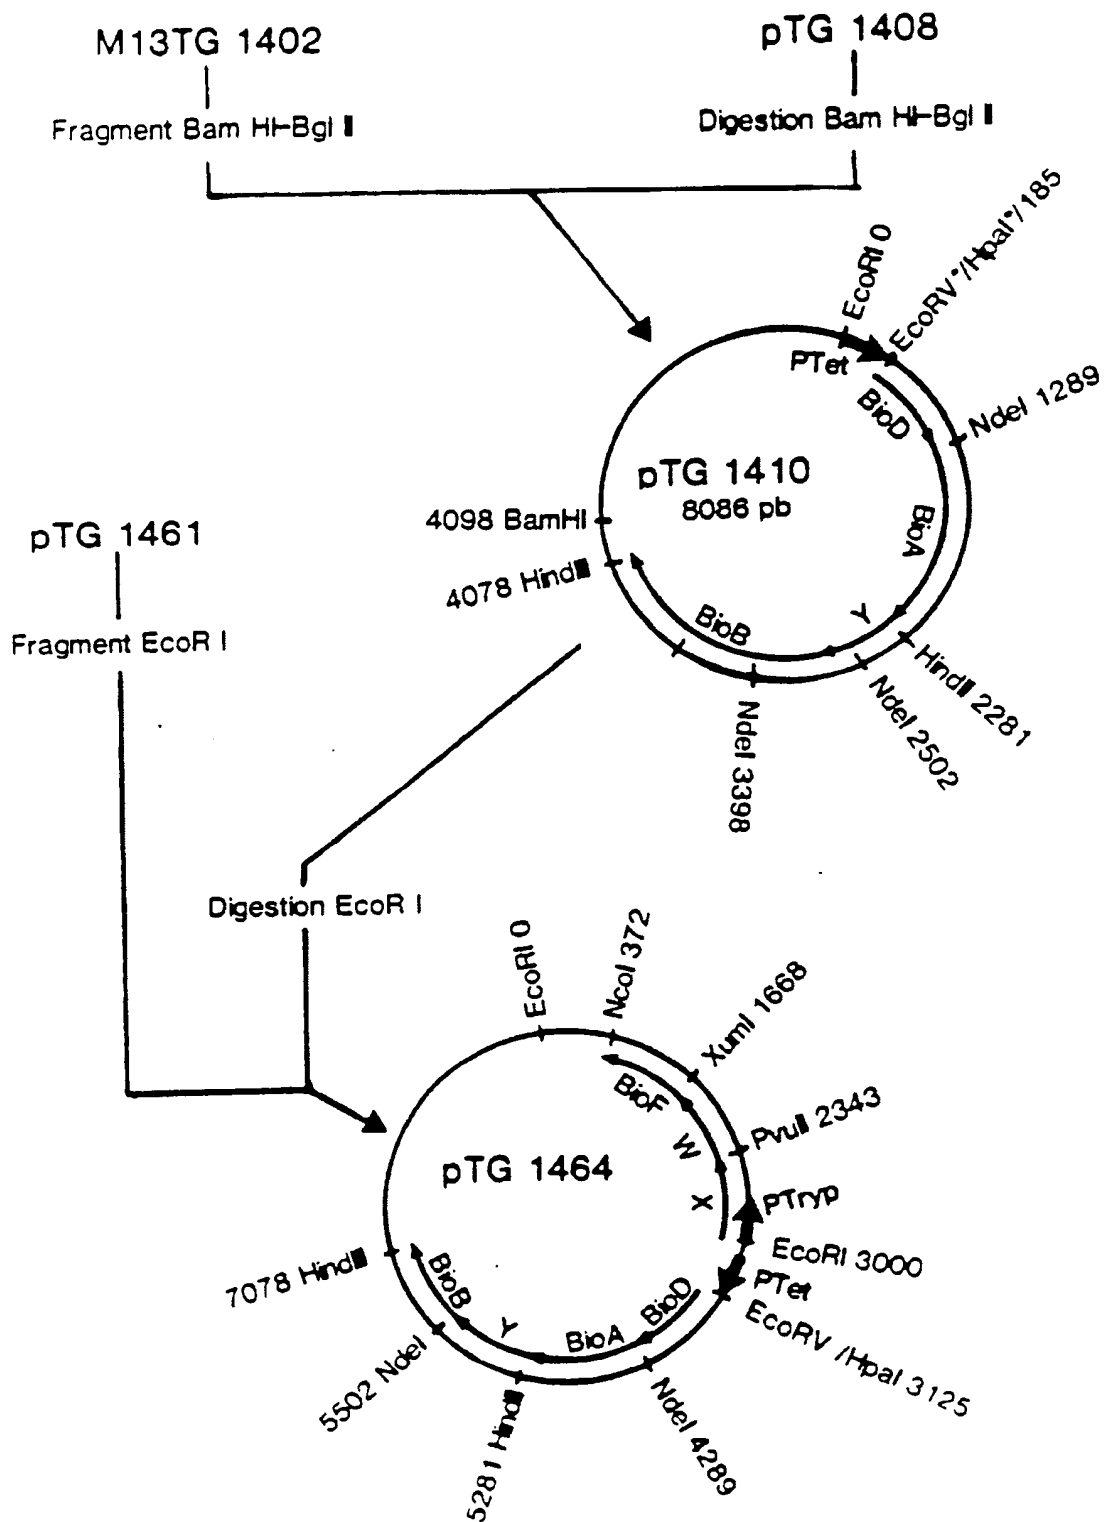 M13TG 1402
pTG 1408
Fragment Bam HI-Bgl II
Digestion Bam HI-Bgl II
EcoRI 0
EcoRV*/HpaI*/185
PTet
BioD
NdeI 1289
pTG 1410
8086 pb
BioA
4098 BamHI
4078 HindIII
BioB
Y
HindIII 2281
NdeI 2502
NdeI 3398
pTG 1461
Fragment EcoR I
Digestion EcoR I
EcoRI 0
NcoI 372
XumI 1668
BioF
PvuII 2343
W
pTG 1464
X
PTryp
EcoRI 3000
PTet
EcoRV /HpaI 3125
7078 HindIII
BioB
Y
BioA
BioD
5502 NdeI
5281 HindIII
NdeI 4289